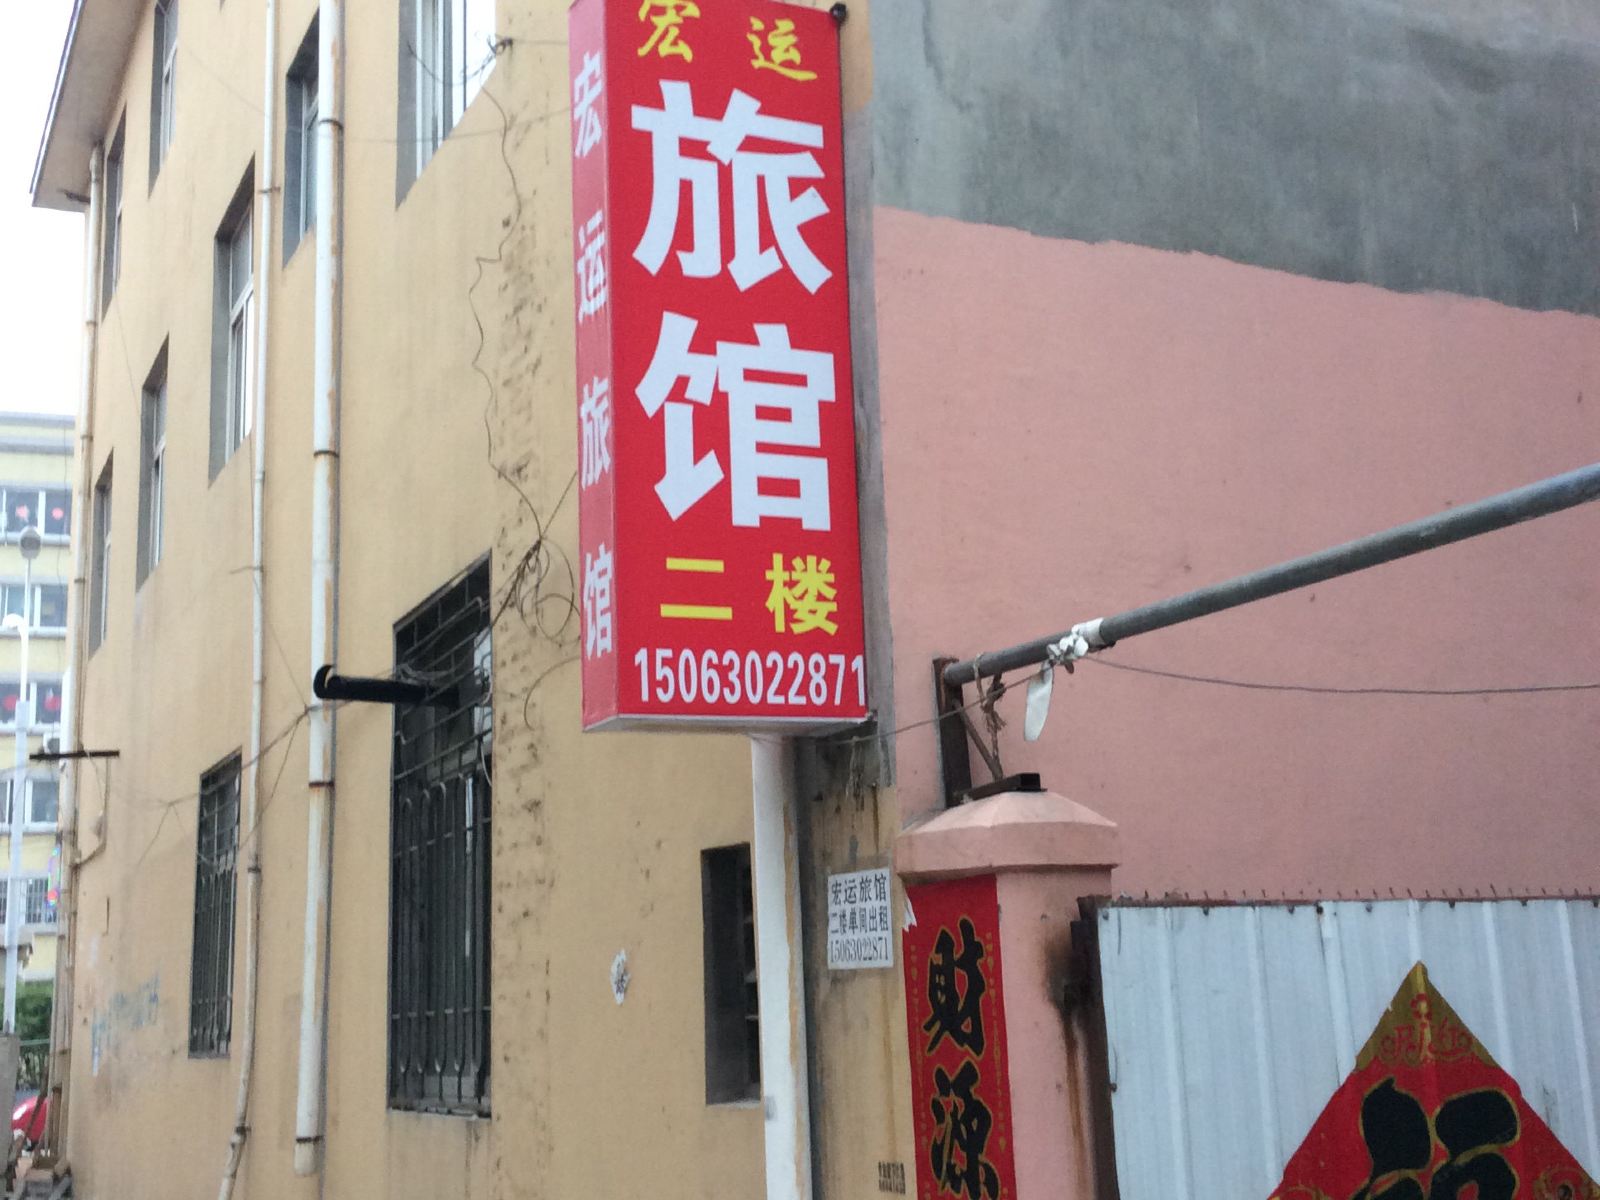 宏运
旅
馆
二楼
15063022871
宏运旅馆
宏运旅馆
二楼单间出租
15063022871
财源
福